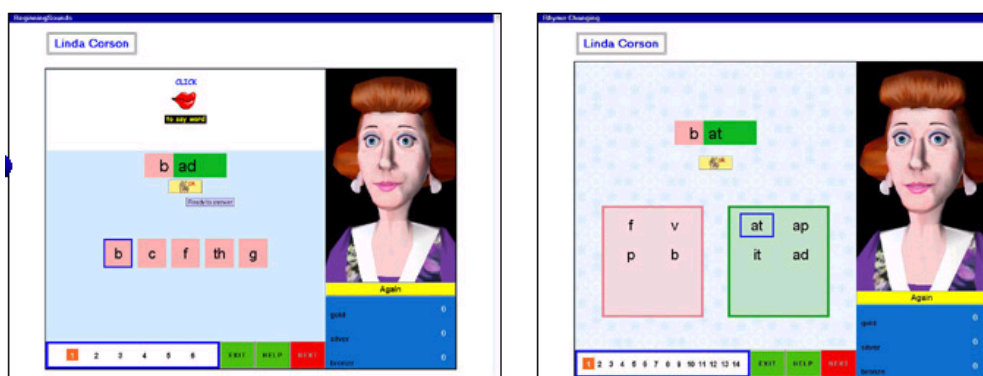 BeginningSounds
Linda Corson
CLICK
to say word
b ad
Ready to answer
b c f th g
Again
gold 0
silver 0
bronze 0
1 2 3 4 5 6 EXIT HELP NEXT
Rhyme Changing
Linda Corson
b at
f v at ap
p b it ad
Again
gold 0
silver 0
bronze 0
1 2 3 4 5 6 7 8 9 10 11 12 13 14 EXIT HELP NEXT